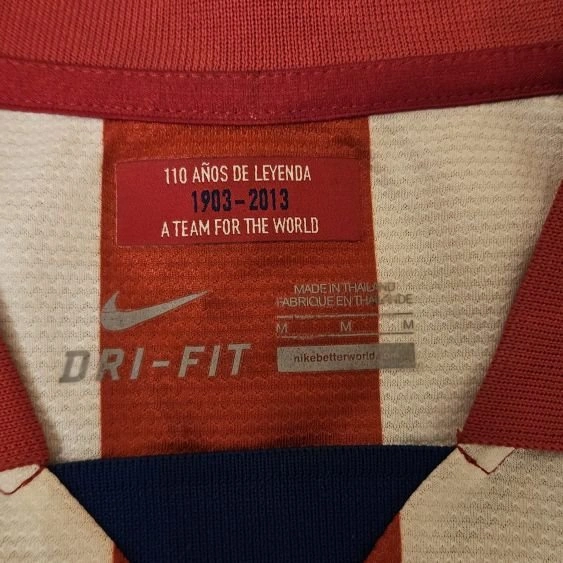 110 AÑOS DE LEYENDA
1903-2013
A TEAM FOR THE WORLD
DRI-FIT
MADE IN THAILAND
FABRIQUE EN THAILANDE
M M M
nikebetterworld.com